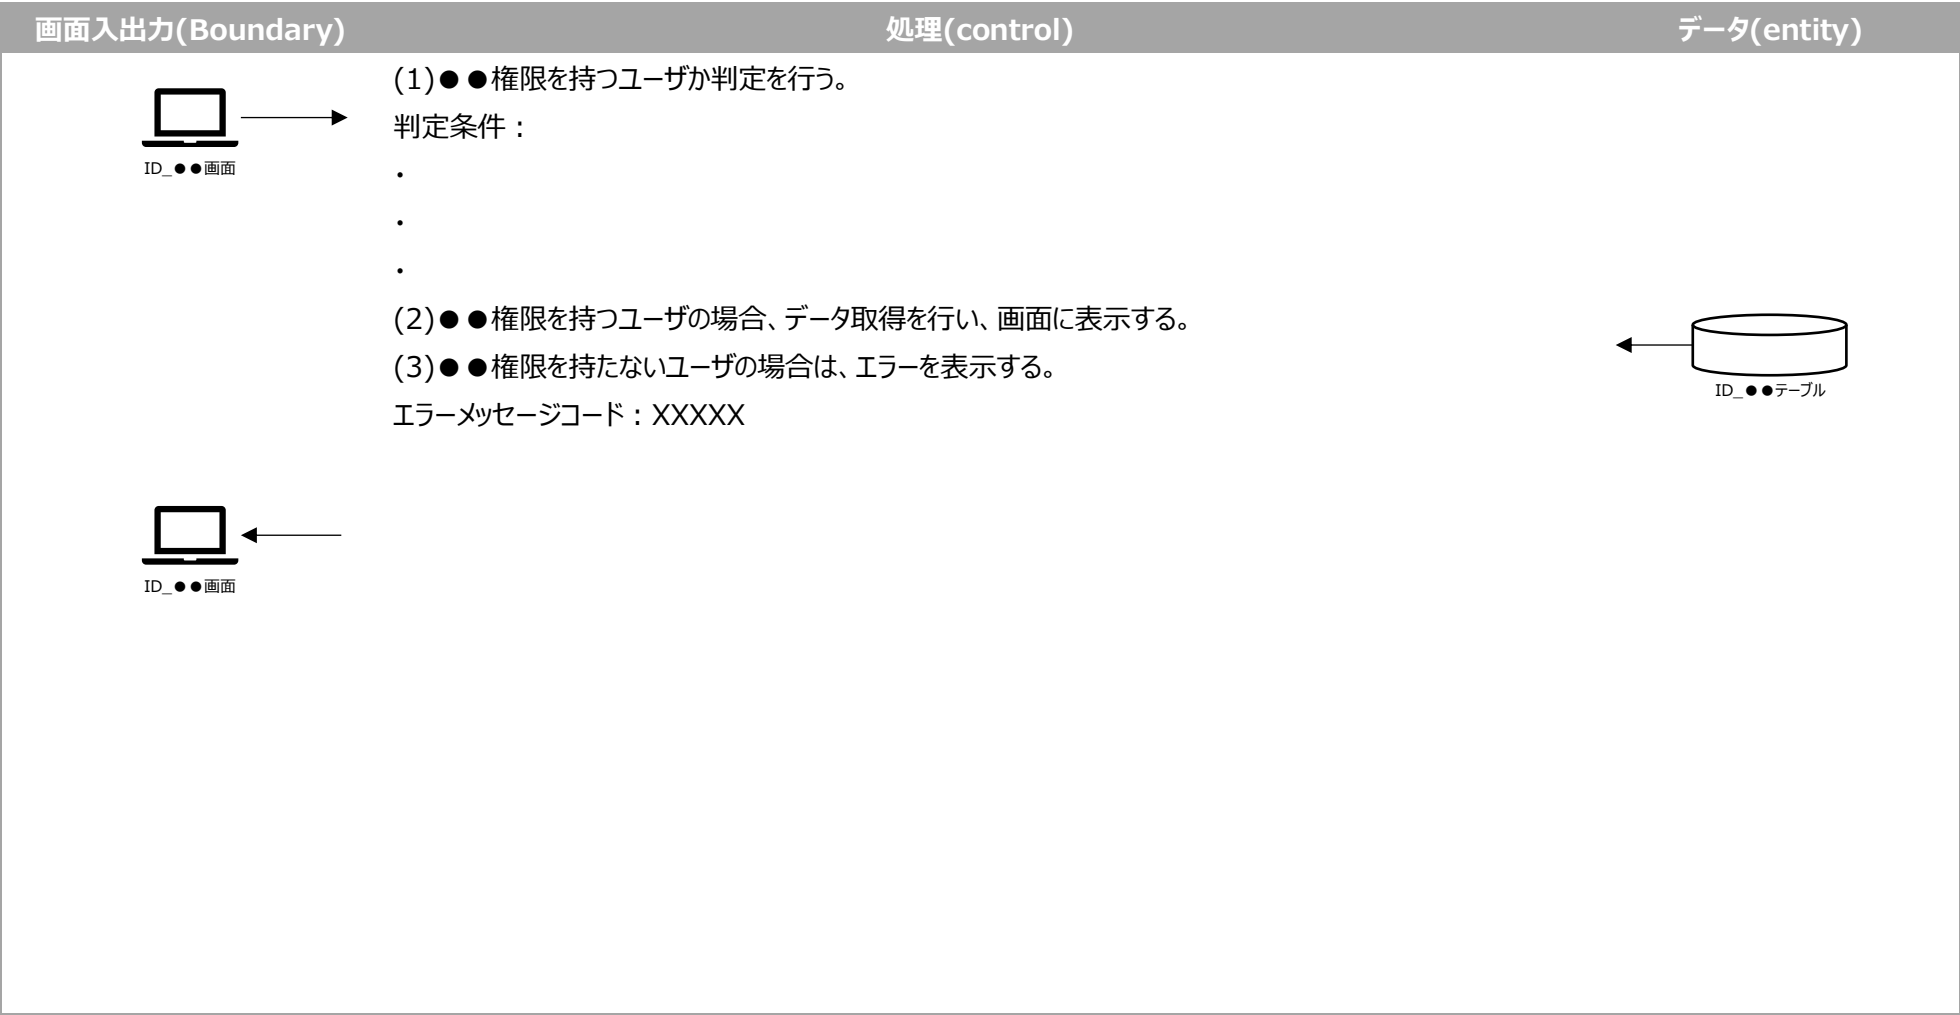 画面入出力(Boundary)
処理(control)
データ(entity)
(1)●●権限を持つユーザか判定を行う。
判定条件：
ID_●●画面
・
・
・
(2)●●権限を持つユーザの場合、データ取得を行い、画面に表示する。
(3)●●権限を持たないユーザの場合は、エラーを表示する。
ID_●●テーブル
エラーメッセージコード：XXXXX
ID_●●画面